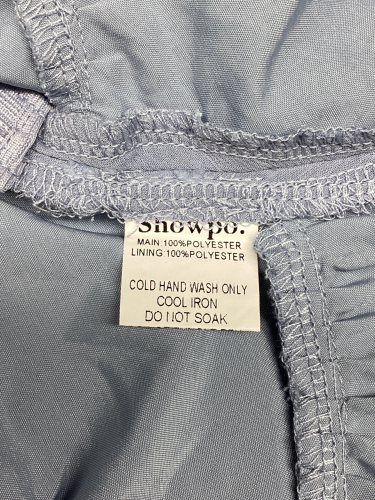 Showpo.
MAIN:100%POLYESTER
LINING:100%POLYESTER
COLD HAND WASH ONLY
COOL IRON
DO NOT SOAK